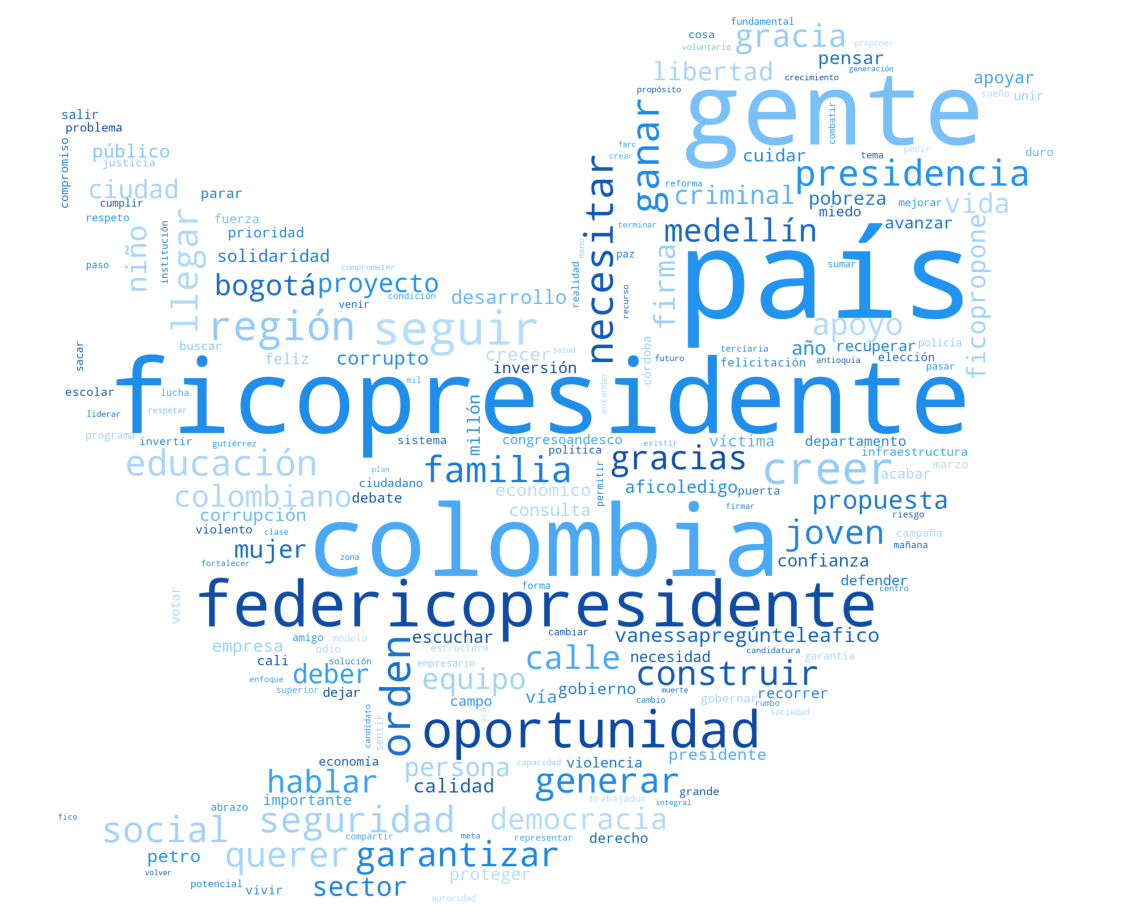 fundamental
cosa
gracia
proponer
voluntario
pensar
generación
libertad
crecimiento
apoyar
propósito
gente
sueño
unir
salir
problema
ganar
combatir
compromiso
público
justicia
farc
crear
cuidar
tema
pedir
duro
necesitar
presidencia
ciudad
parar
reforma
criminal
pobreza
mejorar
vida
cumplir
miedo
respeto
fuerza
llegar
terminar
medellín
avanzar
prioridad
niño
institución
solidaridad
mano
paz
país
ficopropone
paso
comprometer
sumar
bogotá
proyecto
condición
desarrollo
realidad
recurso
firma
venir
región
seguir
apoyo
policía
buscar
terciaria
año
recuperar
sacar
feliz
corrupto
crecer
salud
futuro
felicitación
antioquia
elección
inversión
córdoba
pasar
escolar
ficopresidente
mil
entender
lucha
liderar
respetar
millón
programa
invertir
gutiérrez
sistema
congresoandesco
existir
víctima
departamento
política
infraestructura
educación
plan
familia
gracias
creer
marzo
acabar
ciudadano
permitir
aficoledigo
puerta
colombiano
debate
económico
propuesta
consulta
firmar
corrupción
riesgo
violento
clase
colombia
joven
campaña
mujer
mañana
zona
confianza
fortalecer
votar
forma
defender
centro
federicopresidente
amigo
modelo
escuchar
cambiar
vanessapregúnteleafico
empresa
odio
estructura
candidatura
cali
solución
orden
empresario
calle
necesidad
garantía
enfoque
deber
equipo
construir
superior
dejar
gobierno
muerte
recorrer
campo
vía
cambio
gobernar
rumbo
sociedad
candidato
sentir
aca
oportunidad
presidente
economía
persona
capacidad
violencia
hablar
calidad
generar
grande
importante
trabajador
integral
abrazo
fico
social
seguridad
democracia
compartir
meta
representar
derecho
petro
querer
garantizar
volver
proteger
potencial
vivir
sector
autoridad